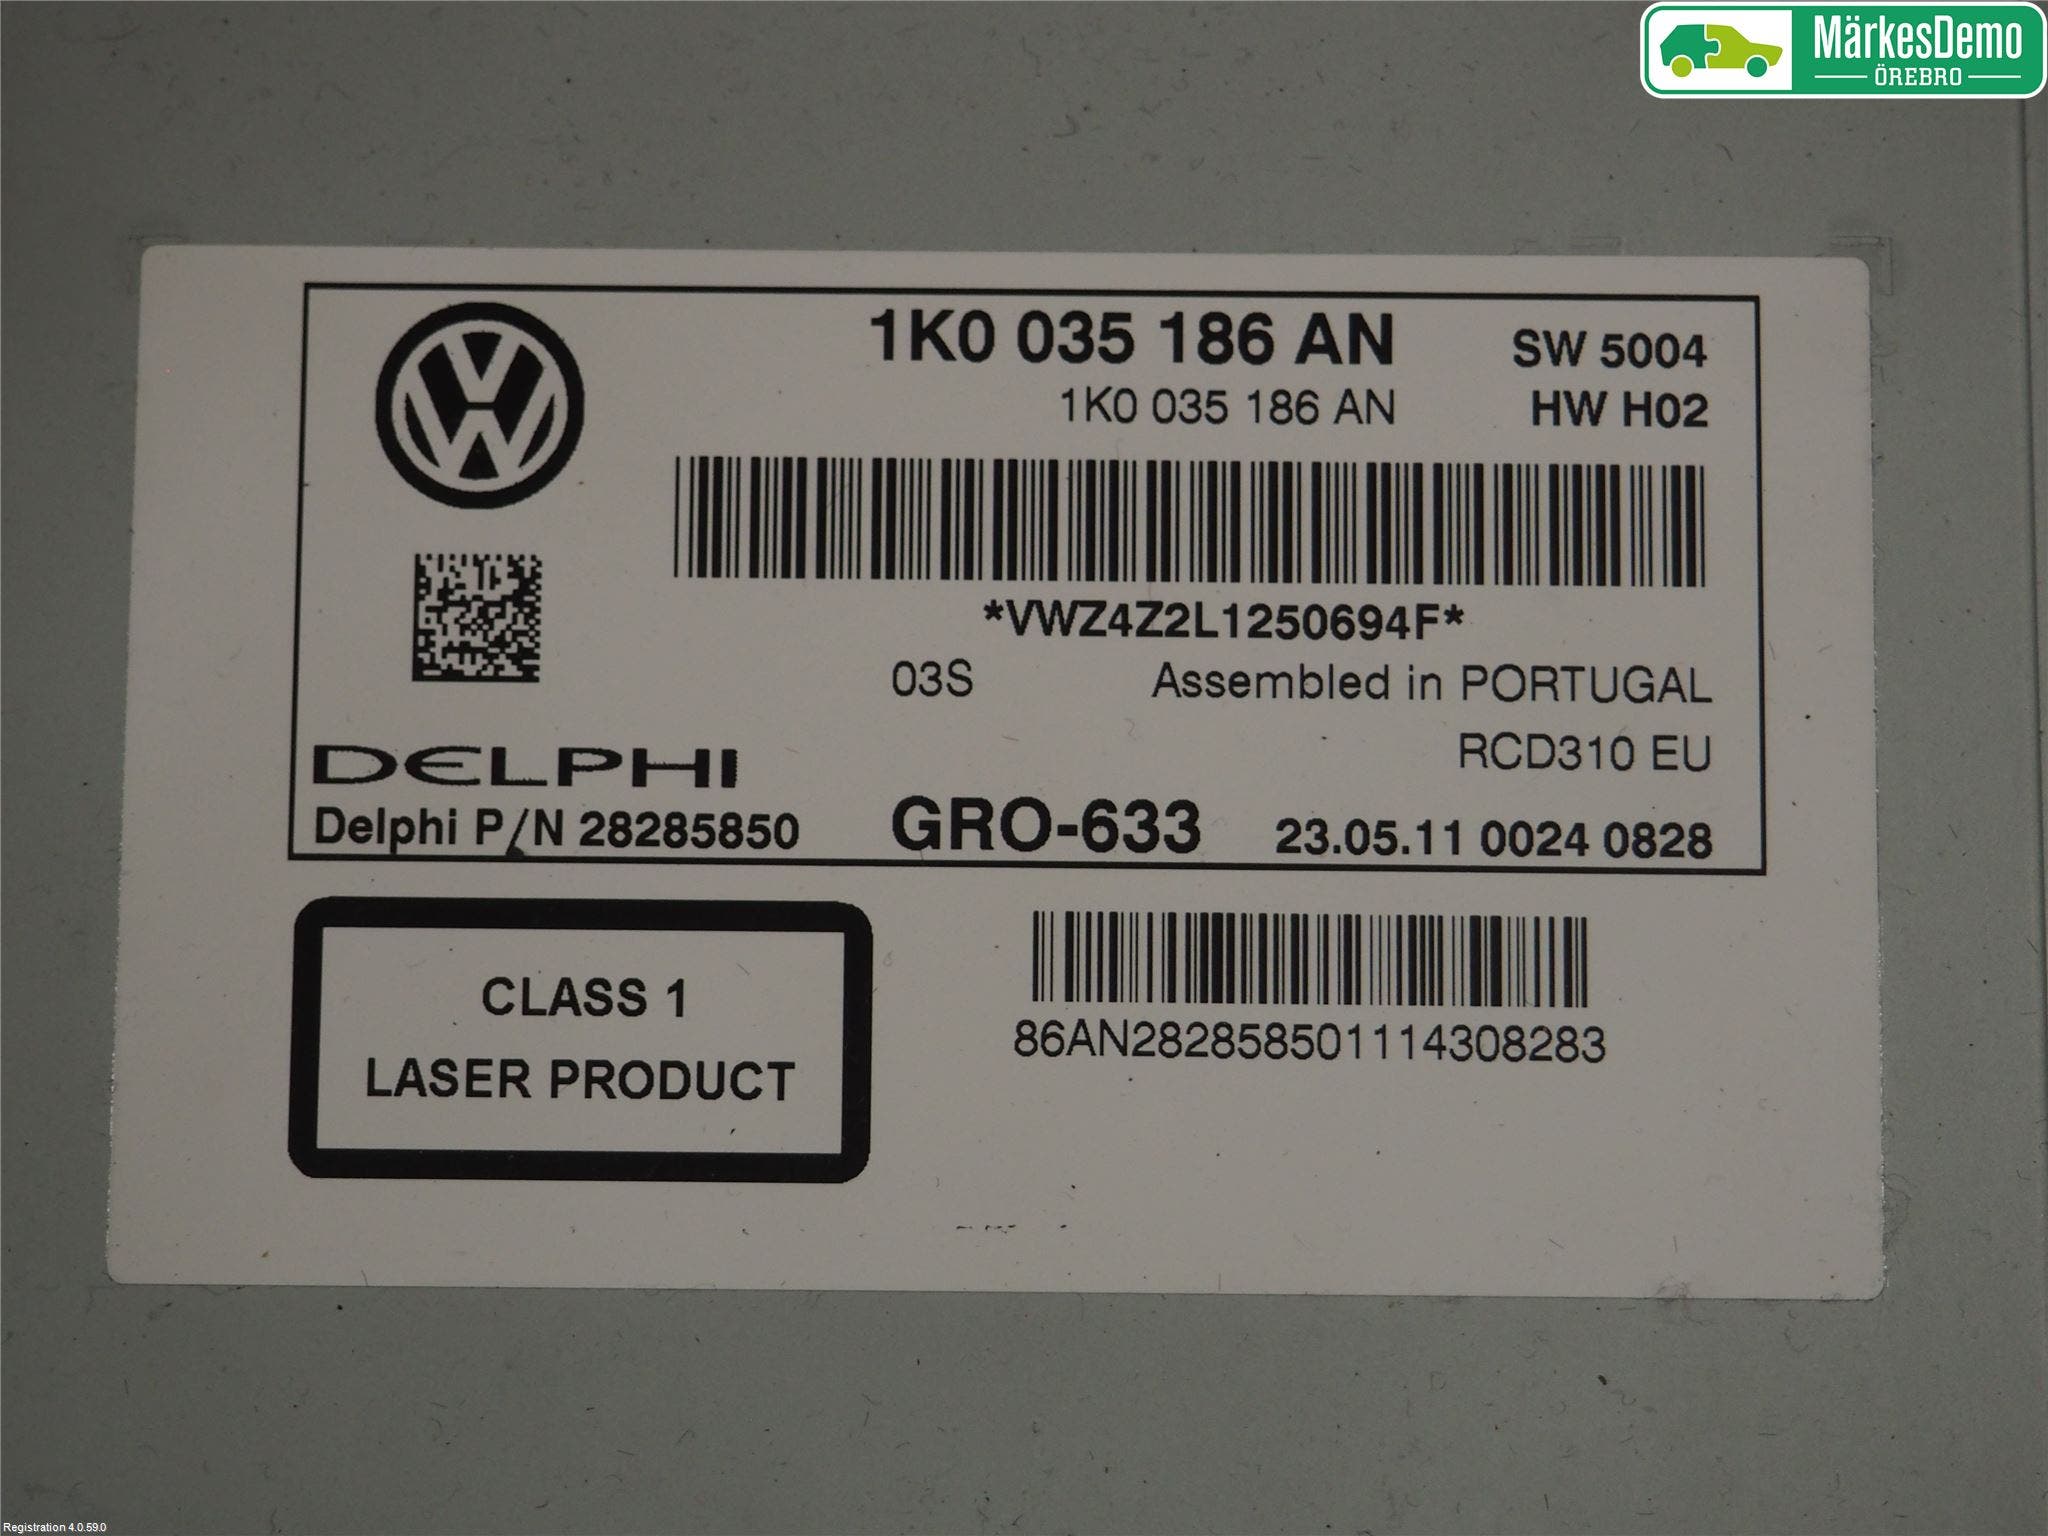 MärkesDemo
ÖREBRO
1K0 035 186 AN
SW 5004
1K0 035 186 AN
HW H02
*VWZ4Z2L1250694F*
03S
Assembled in PORTUGAL
RCD310 EU
DELPHI
Delphi P/N 28285850
GRO-633
23.05.11 0024 0828
CLASS 1
LASER PRODUCT
86AN282858501114308283
Registration 4.0.59.0